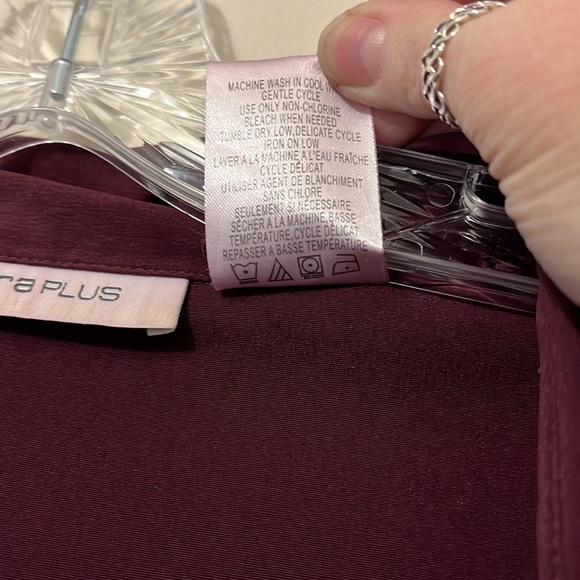 MACHINE WASH IN COOL
GENTLE CYCLE
USE ONLY NON-CHLORINE
BLEACH WHEN NEEDED
TUMBLE DRY, LOW, DELICATE CYCLE
IRON ON LOW
LAVER A LA MACHINE A L'EAU FRAÎCHE
CYCLE DÉLICAT
UTILISER AGENT DE BLANCHIMENT
SANS CHLORE
SEULEMENT SI NÉCESSAIRE
SÉCHER A LA MACHINE, BASSE
TEMPÉRATURE, CYCLE DÉLICAT
REPASSER A BASSE TEMPÉRATURE
ra PLUS